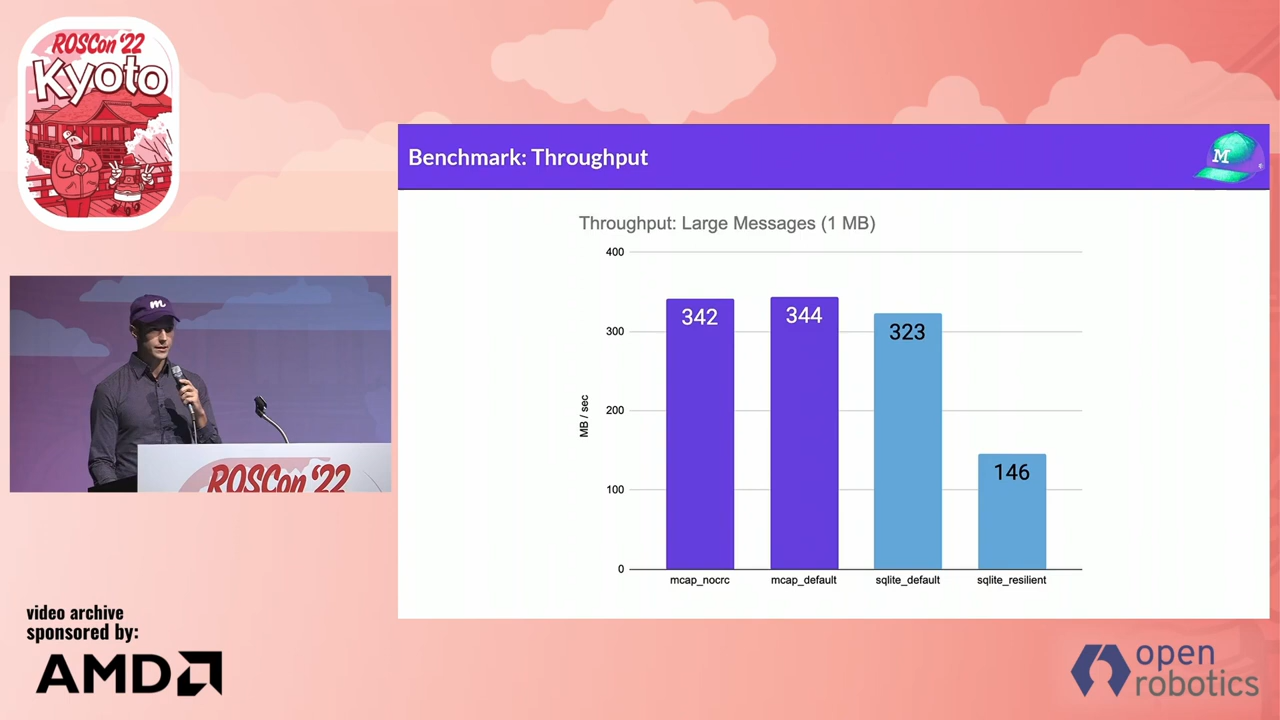 ROSCon '22
Kyoto
Benchmark: Throughput
M
Throughput: Large Messages (1 MB)
400
300
200
100
0
MB / sec
342
344
323
146
mcap_nocrc
mcap_default
sqlite_default
sqlite_resilient
m
ROSCon '22
video archive
sponsored by:
AMD
open
robotics